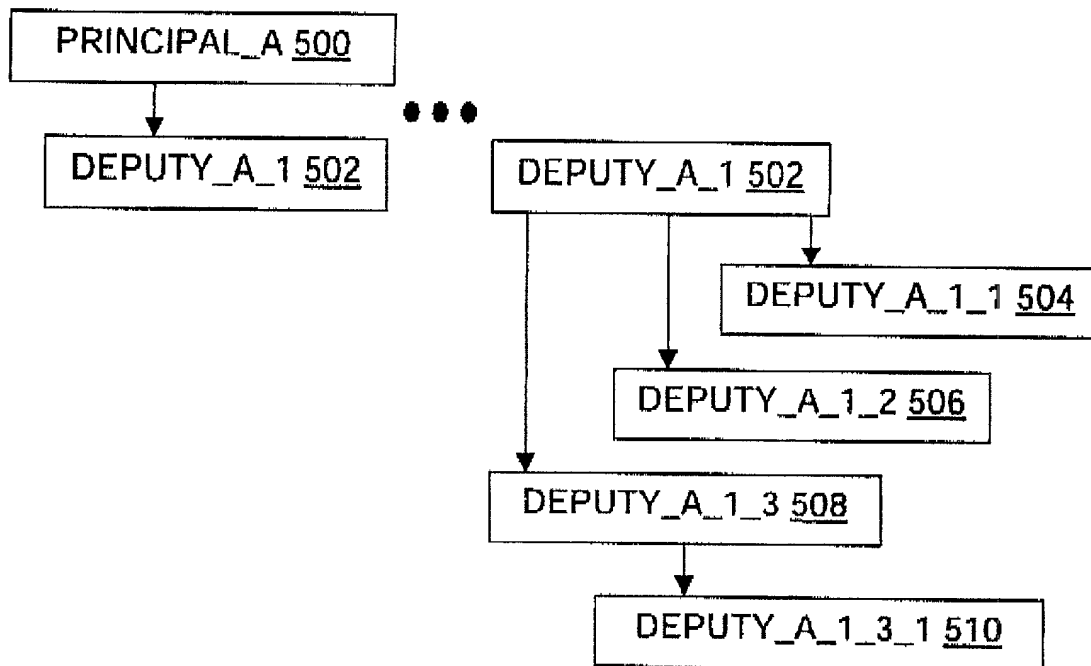 PRINCIPAL_A 500
DEPUTY_A_1 502
DEPUTY_A_1 502
DEPUTY_A_1_1 504
DEPUTY_A_1_2 506
DEPUTY_A_1_3 508
DEPUTY_A_1_3_1 510